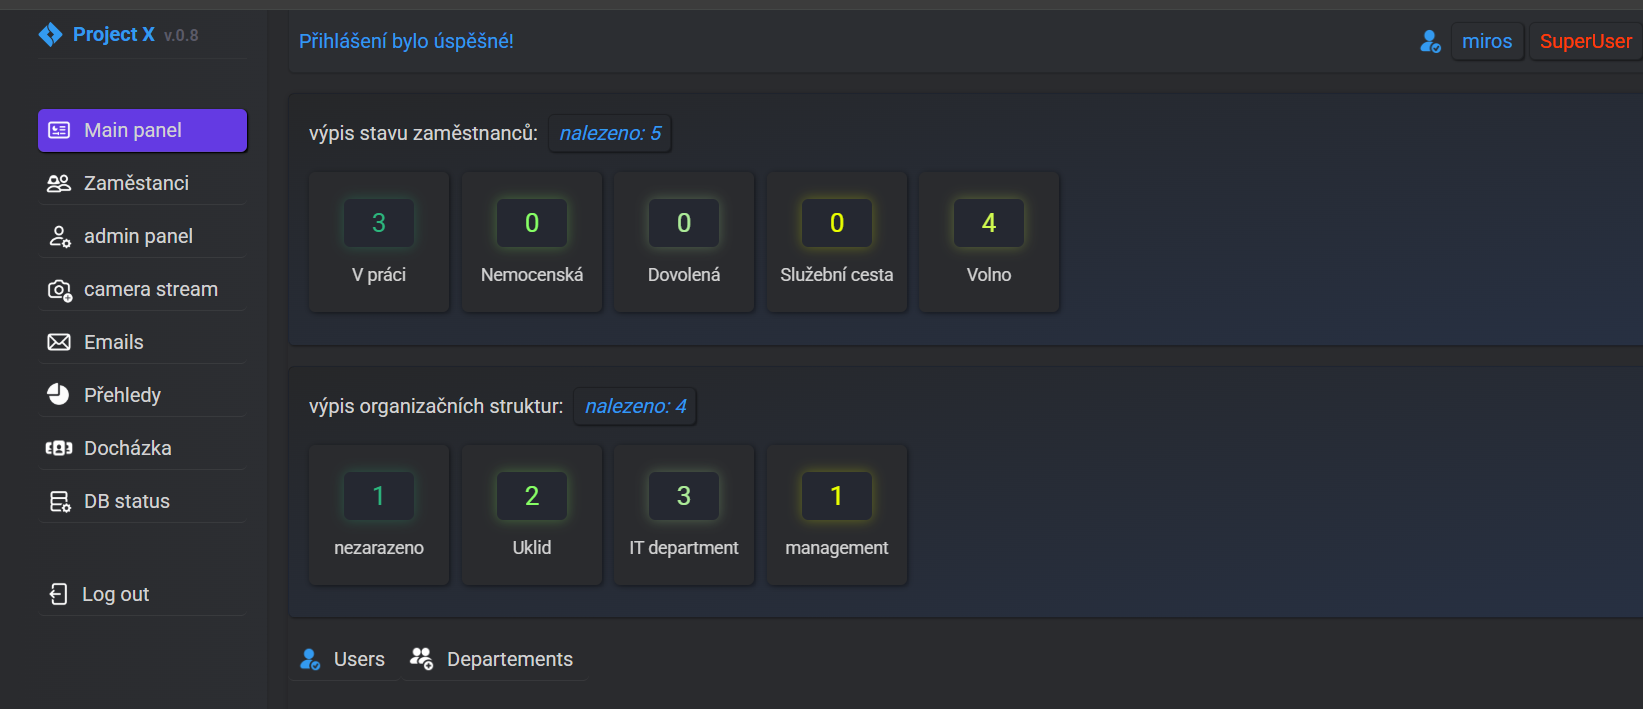 Project X v.0.8
Přihlášení bylo úspěšné!
miros
SuperUser
Main panel
Zaměstanci
admin panel
camera stream
Emails
Přehledy
Docházka
DB status
Log out
výpis stavu zaměstnanců: nalezeno: 5
3
V práci
0
Nemocenská
0
Dovolená
0
Služební cesta
4
Volno
výpis organizačních struktur: nalezeno: 4
1
nezarazeno
2
Uklid
3
IT department
1
management
Users
Departements